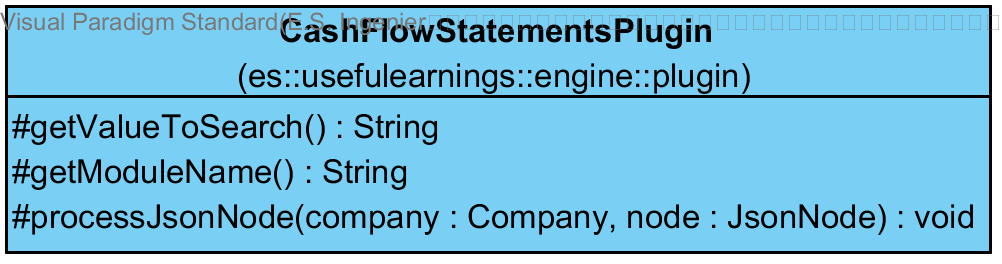 Visual Paradigm Standard(E.S. Ingenier
CashFlowStatementsPlugin
(es::usefulearnings::engine::plugin)
#getValueToSearch() : String
#getModuleName() : String
#processJsonNode(company : Company, node : JsonNode) : void